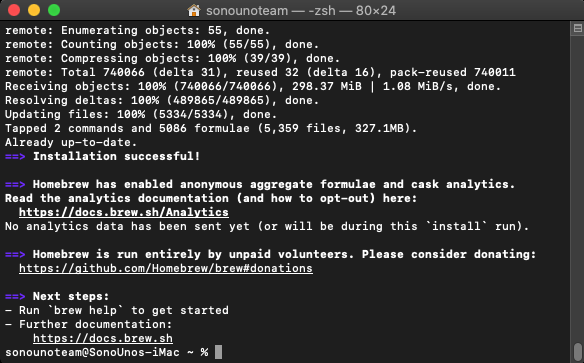 sonounoteam — -zsh — 80×24
remote: Enumerating objects: 55, done.
remote: Counting objects: 100% (55/55), done.
remote: Compressing objects: 100% (39/39), done.
remote: Total 740066 (delta 31), reused 32 (delta 16), pack-reused 740011
Receiving objects: 100% (740066/740066), 298.37 MiB | 1.08 MiB/s, done.
Resolving deltas: 100% (489865/489865), done.
Updating files: 100% (5334/5334), done.
Tapped 2 commands and 5086 formulae (5,359 files, 327.1MB).
Already up-to-date.
==> Installation successful!

==> Homebrew has enabled anonymous aggregate formulae and cask analytics.
Read the analytics documentation (and how to opt-out) here:
  https://docs.brew.sh/Analytics
No analytics data has been sent yet (or will be during this `install` run).

==> Homebrew is run entirely by unpaid volunteers. Please consider donating:
  https://github.com/Homebrew/brew#donations

==> Next steps:
- Run `brew help` to get started
- Further documentation:
    https://docs.brew.sh
sonounoteam@SonoUnos-iMac ~ %